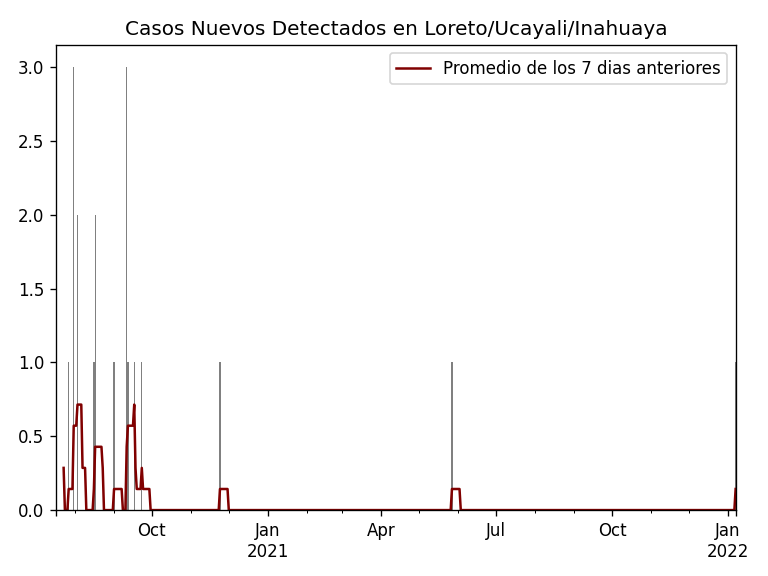 Casos Nuevos Detectados en Loreto/Ucayali/Inahuaya
Promedio de los 7 dias anteriores
3.0
2.5
2.0
1.5
1.0
0.5
0.0
Oct
Jan
2021
Apr
Jul
Oct
Jan
2022